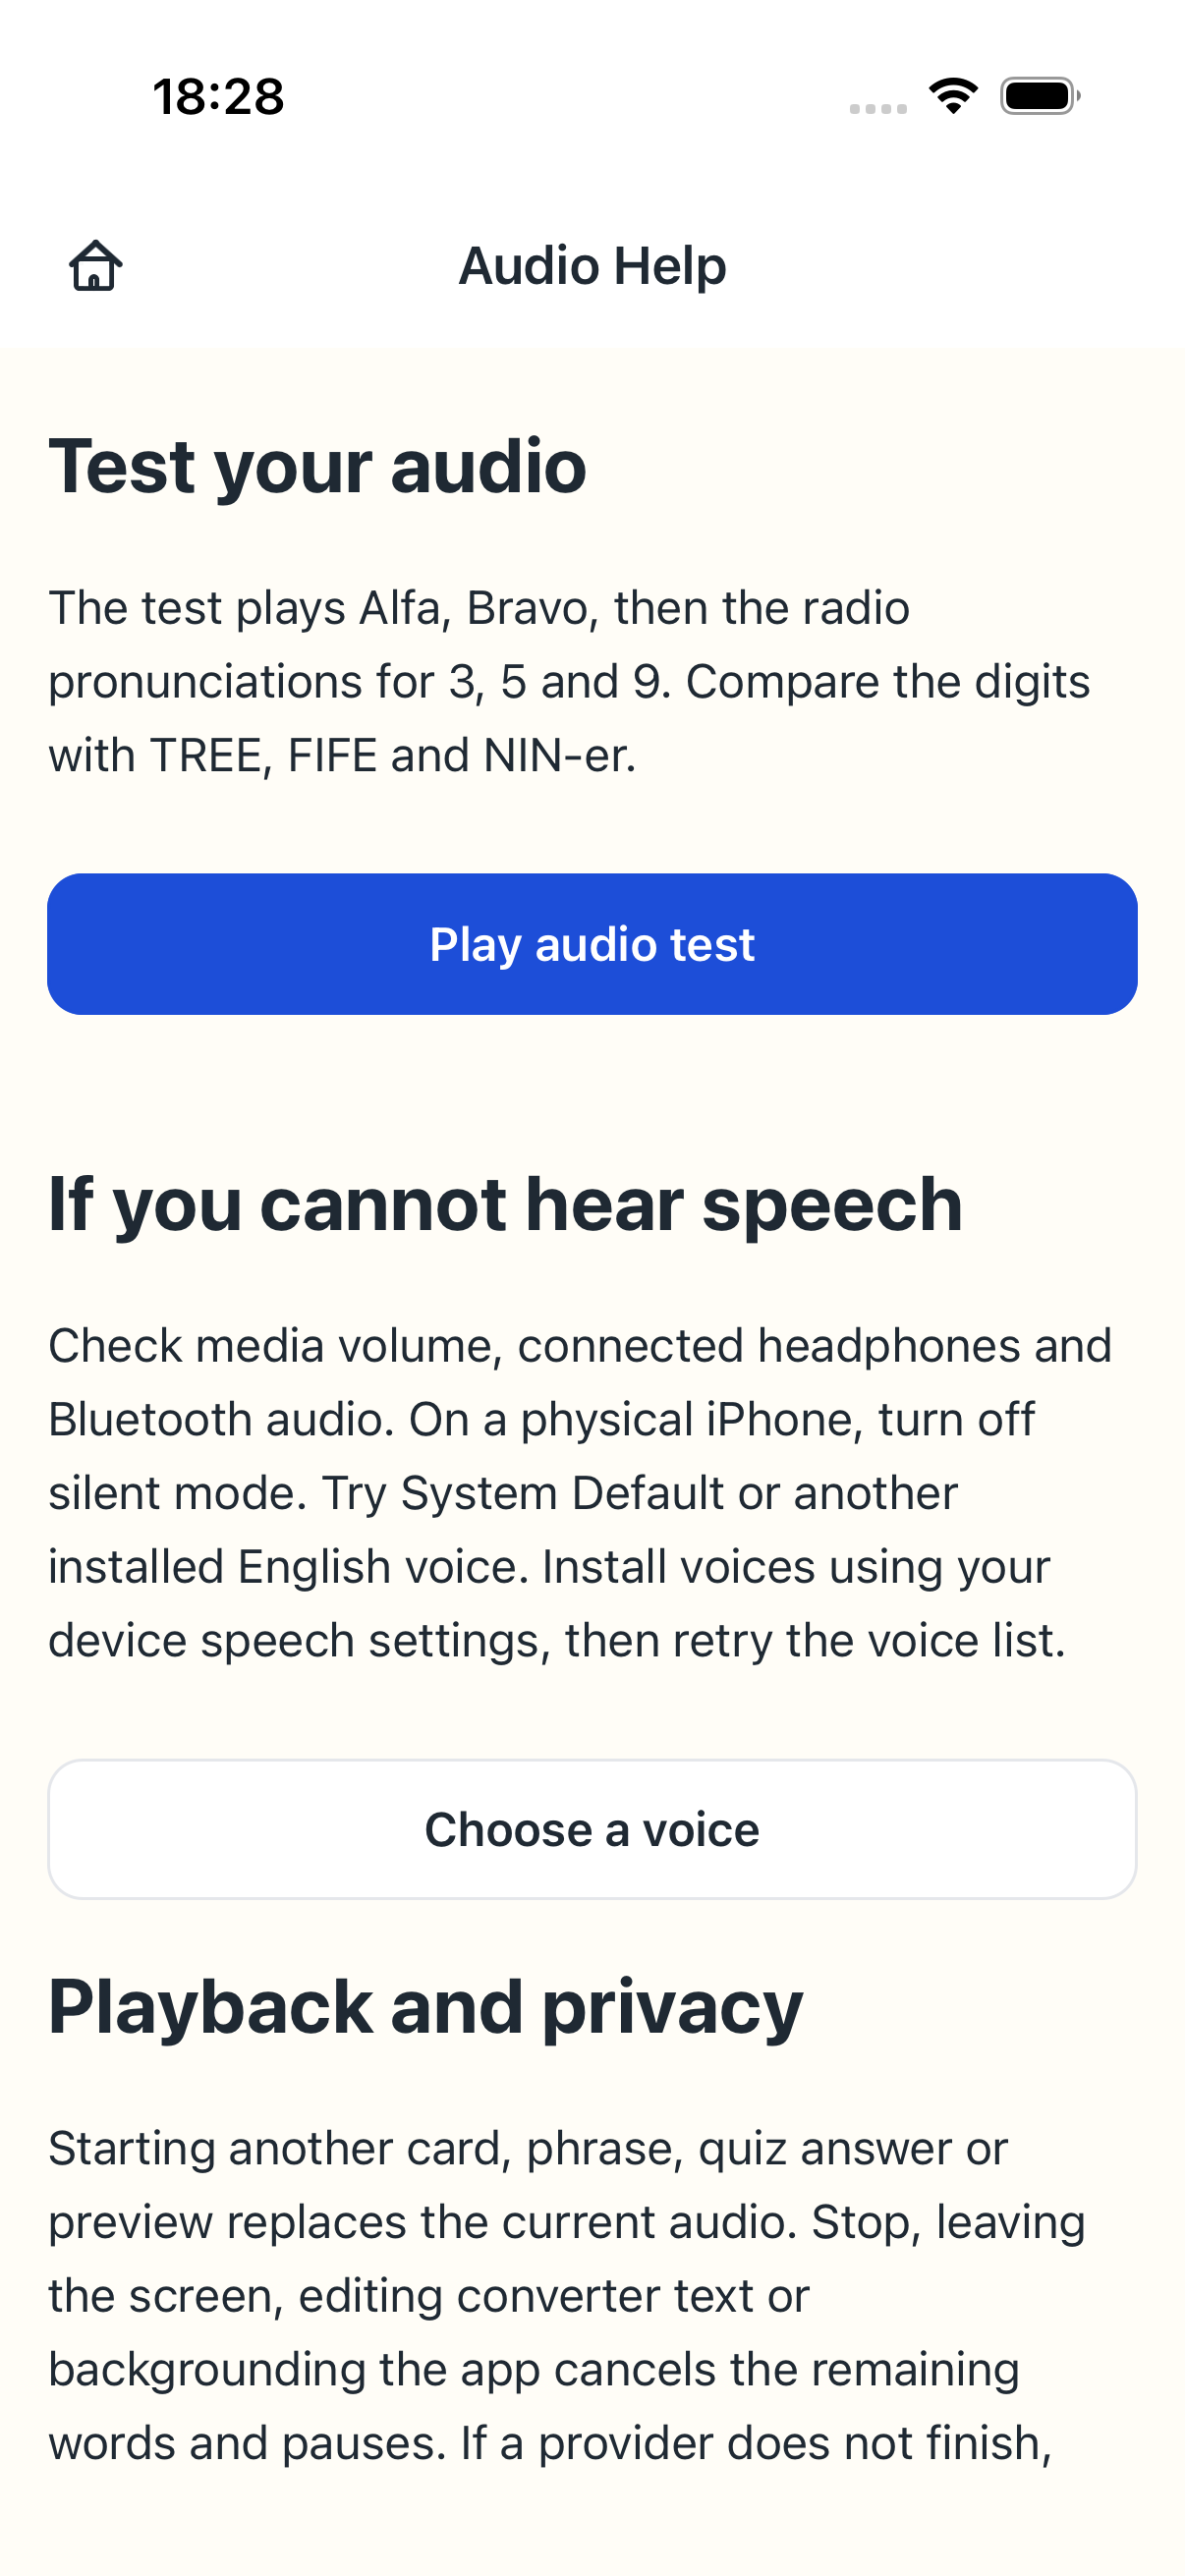 18:28
Audio Help
Test your audio
The test plays Alfa, Bravo, then the radio
pronunciations for 3, 5 and 9. Compare the digits
with TREE, FIFE and NIN-er.
Play audio test
If you cannot hear speech
Check media volume, connected headphones and
Bluetooth audio. On a physical iPhone, turn off
silent mode. Try System Default or another
installed English voice. Install voices using your
device speech settings, then retry the voice list.
Choose a voice
Playback and privacy
Starting another card, phrase, quiz answer or
preview replaces the current audio. Stop, leaving
the screen, editing converter text or
backgrounding the app cancels the remaining
words and pauses. If a provider does not finish,